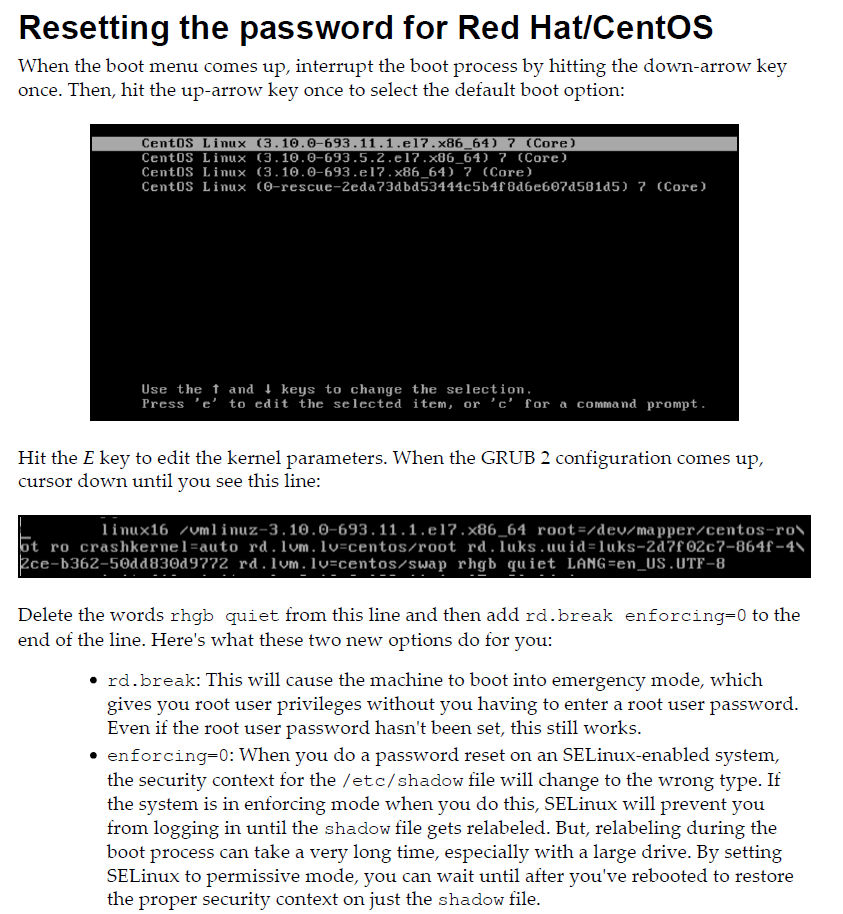 Resetting the password for Red Hat/CentOS
When the boot menu comes up, interrupt the boot process by hitting the down-arrow key
once. Then, hit the up-arrow key once to select the default boot option:
CentOS Linux (3.10.0-693.11.1.el7.x86_64) 7 (Core)
CentOS Linux (3.10.0-693.5.2.el7.x86_64) 7 (Core)
CentOS Linux (3.10.0-693.el7.x86_64) 7 (Core)
CentOS Linux (0-rescue-2eda73dbd53444c5b4f8d6e607d581d5) 7 (Core)
Use the ↑ and ↓ keys to change the selection.
Press 'e' to edit the selected item, or 'c' for a command prompt.
Hit the E key to edit the kernel parameters. When the GRUB 2 configuration comes up,
cursor down until you see this line:
linux16 /vmlinuz-3.10.0-693.11.1.el7.x86_64 root=/dev/mapper/centos-ro\
ot ro crashkernel=auto rd.lvm.lv=centos/root rd.luks.uuid=luks-2d7f02c7-864f-4\
2ce-b362-50dd830d9772 rd.lvm.lv=centos/swap rhgb quiet LANG=en_US.UTF-8
Delete the words rhgb quiet from this line and then add rd.break enforcing=0 to the
end of the line. Here's what these two new options do for you:
• rd.break: This will cause the machine to boot into emergency mode, which
gives you root user privileges without you having to enter a root user password.
Even if the root user password hasn't been set, this still works.
• enforcing=0: When you do a password reset on an SELinux-enabled system,
the security context for the /etc/shadow file will change to the wrong type. If
the system is in enforcing mode when you do this, SELinux will prevent you
from logging in until the shadow file gets relabeled. But, relabeling during the
boot process can take a very long time, especially with a large drive. By setting
SELinux to permissive mode, you can wait until after you've rebooted to restore
the proper security context on just the shadow file.